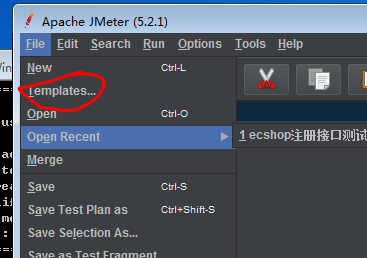 Apache JMeter (5.2.1)
File Edit Search Run Options Tools Help
New Ctrl-L
Templates...
Open Ctrl-O
Open Recent
1 ecshop注册接口测试
Merge
Save Ctrl-S
Save Test Plan as Ctrl+Shift-S
Save Selection As...
Save as Test Fragment